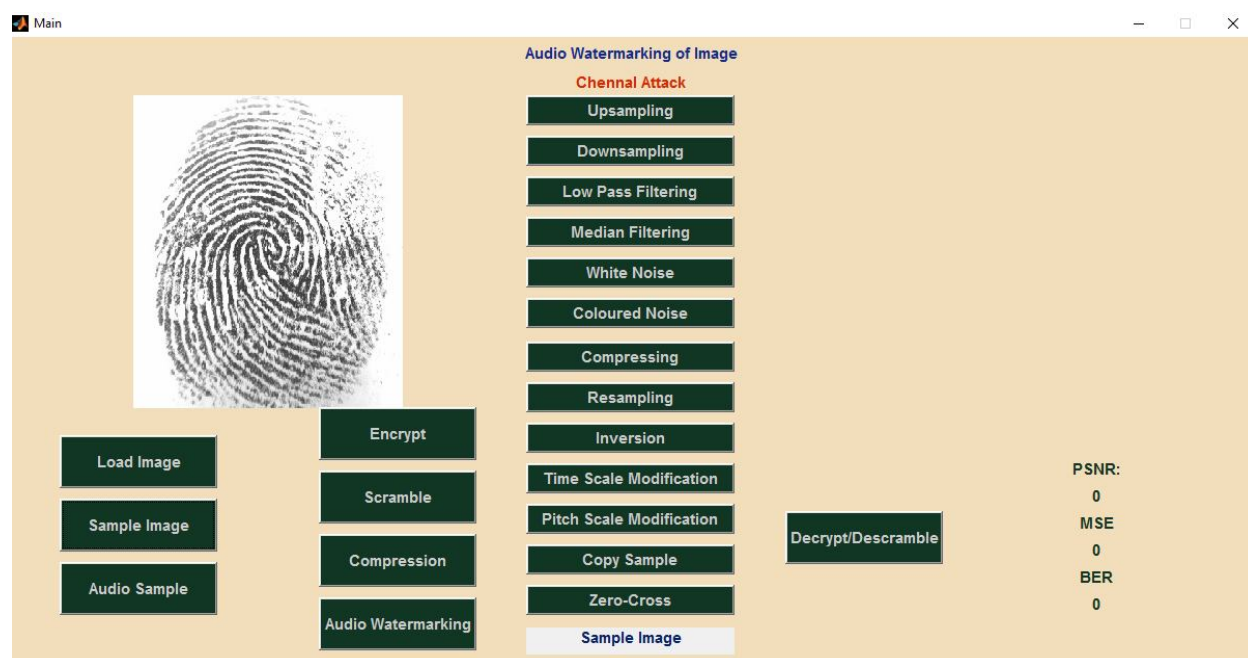 Main
Audio Watermarking of Image
Chennal Attack
Upsampling
Downsampling
Low Pass Filtering
Median Filtering
White Noise
Coloured Noise
Compressing
Resampling
Inversion
Time Scale Modification
Pitch Scale Modification
Copy Sample
Zero-Cross
Sample Image
Load Image
Sample Image
Audio Sample
Encrypt
Scramble
Compression
Audio Watermarking
Decrypt/Descramble
PSNR:
0
MSE
0
BER
0